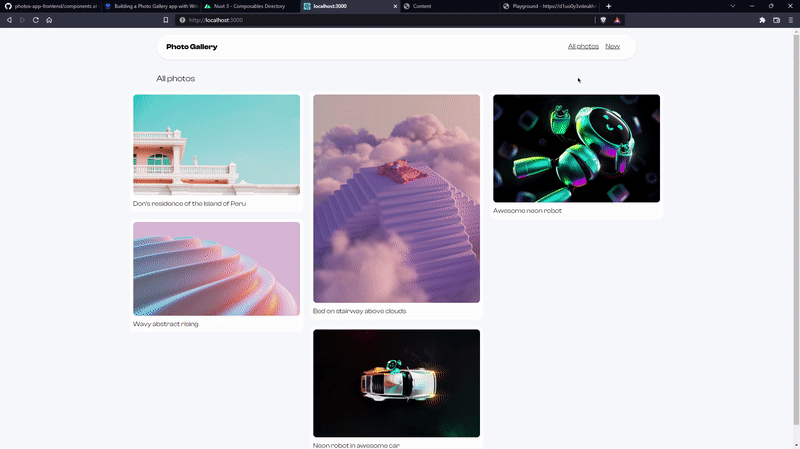 photos-app-frontend/components a
Building a Photo Gallery app with W
Nuxt 3 - Composables Directory
localhost:3000
Content
Playground - https://d1uo0y3vdeukh
http://localhost:3000
Photo Gallery
All photos
New
All photos
Don's residence of the Island of Peru
Wavy abstract rising
Bed on stairway above clouds
Neon robot in awesome car
Awesome neon robot